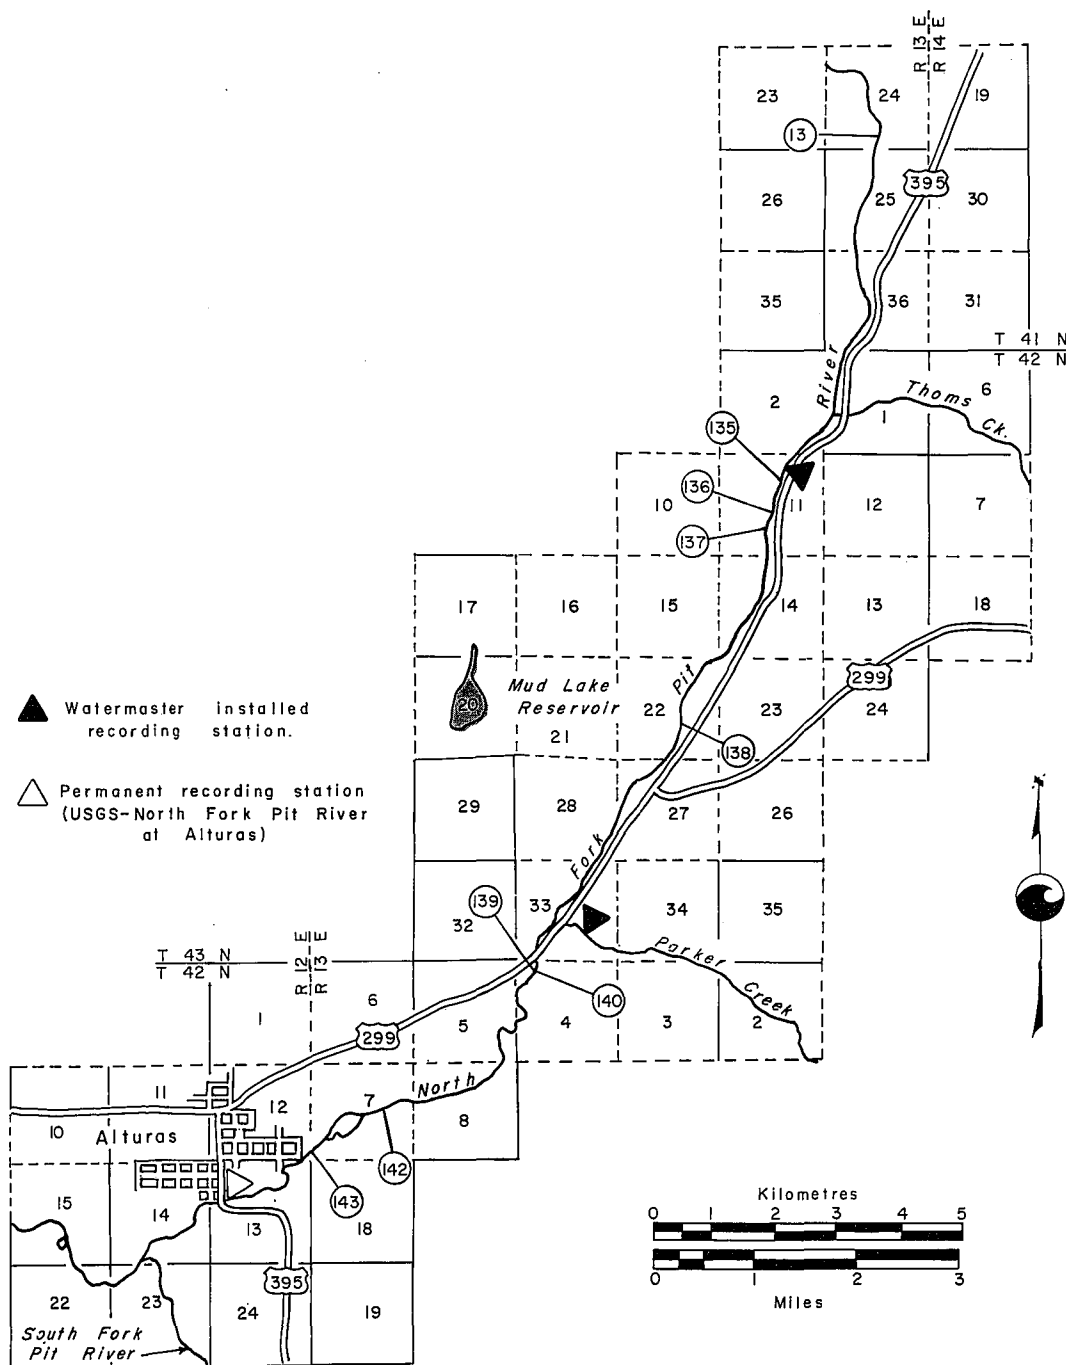 R 13 E
R 14 E
23
24
19
13
395
26
25
30
35
36
31
T 41 N
T 42 N
River
Thoms Ck.
2
1
6
135
136
10
11
12
7
137
17
16
15
14
13
18
Pit
299
Mud Lake
Reservoir
20
22
23
24
21
138
Watermaster installed
recording station.
Permanent recording station
(USGS-North Fork Pit River
at Alturas)
29
28
27
26
Fork
139
33
34
35
32
Parker
Creek
T 43 N
T 42 N
R 12 E
R 13 E
140
1
6
5
4
3
2
299
North
11
12
7
8
10
Alturas
142
143
15
14
13
18
Kilometres
0 1 2 3 4 5
0 1 2 3
Miles
395
22
23
24
19
South Fork
Pit River